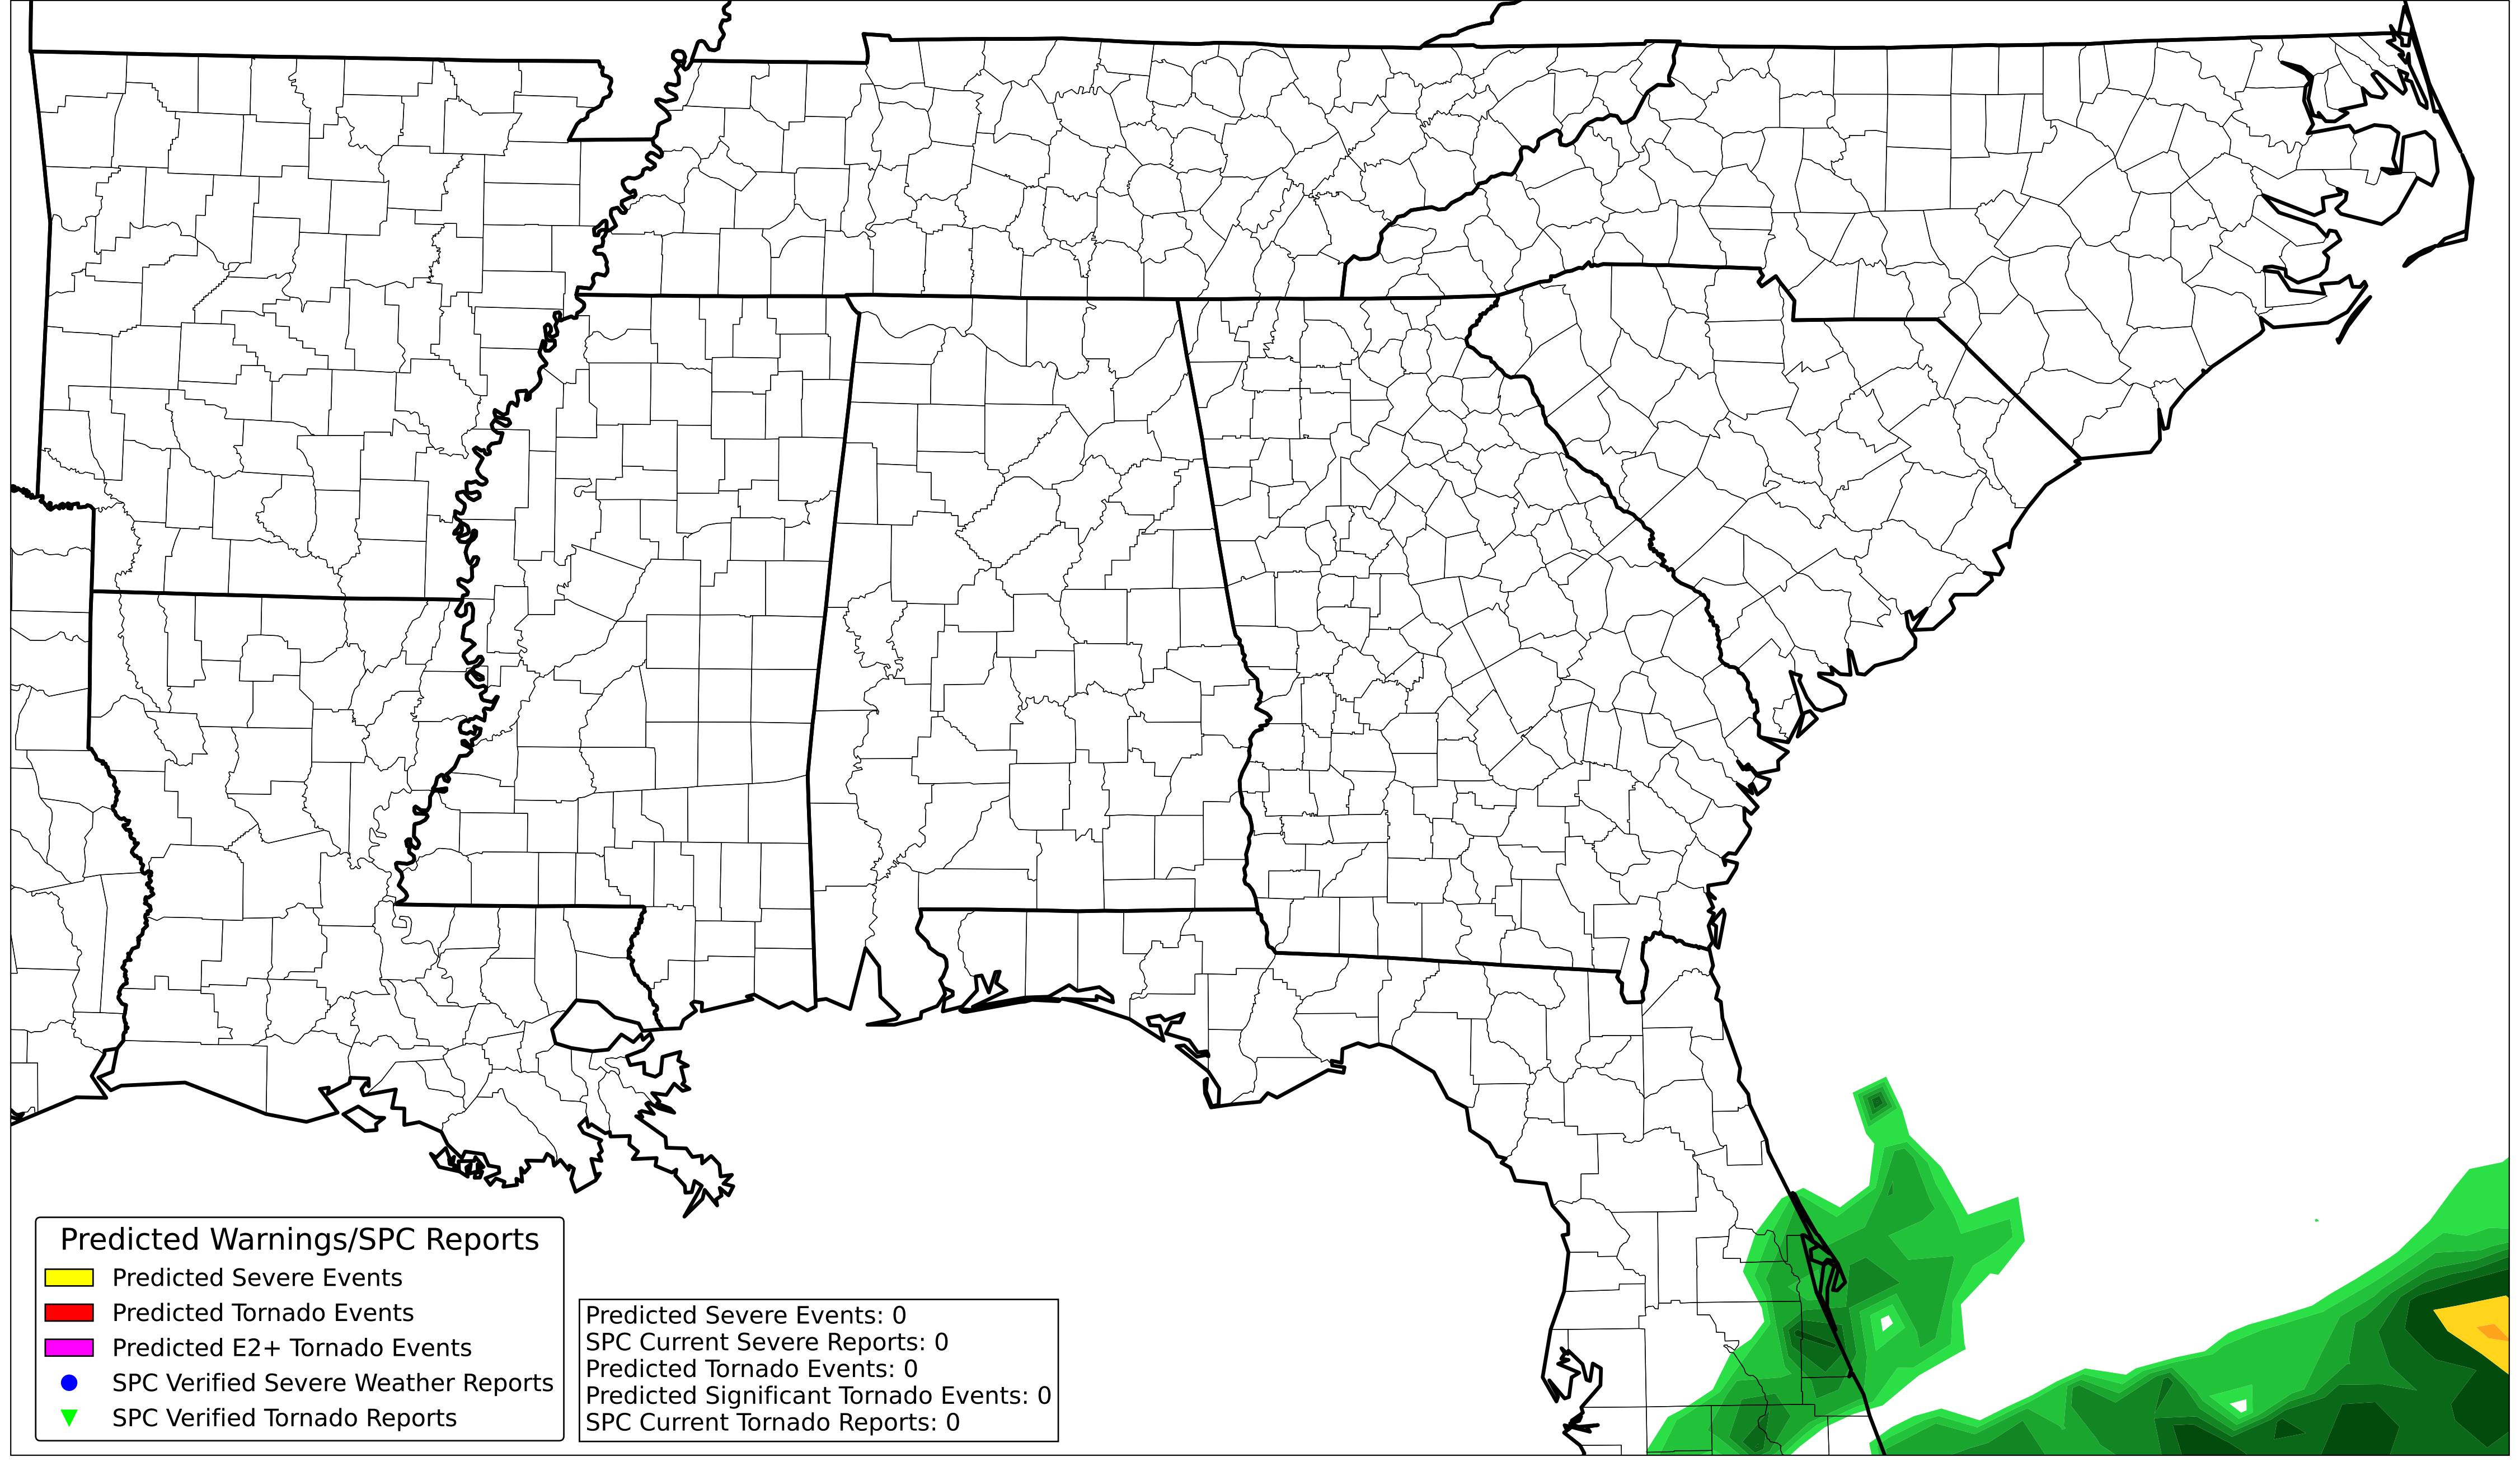 Predicted Warnings/SPC Reports
Predicted Severe Events
Predicted Tornado Events
Predicted E2+ Tornado Events
SPC Verified Severe Weather Reports
SPC Verified Tornado Reports
Predicted Severe Events: 0
SPC Current Severe Reports: 0
Predicted Tornado Events: 0
Predicted Significant Tornado Events: 0
SPC Current Tornado Reports: 0